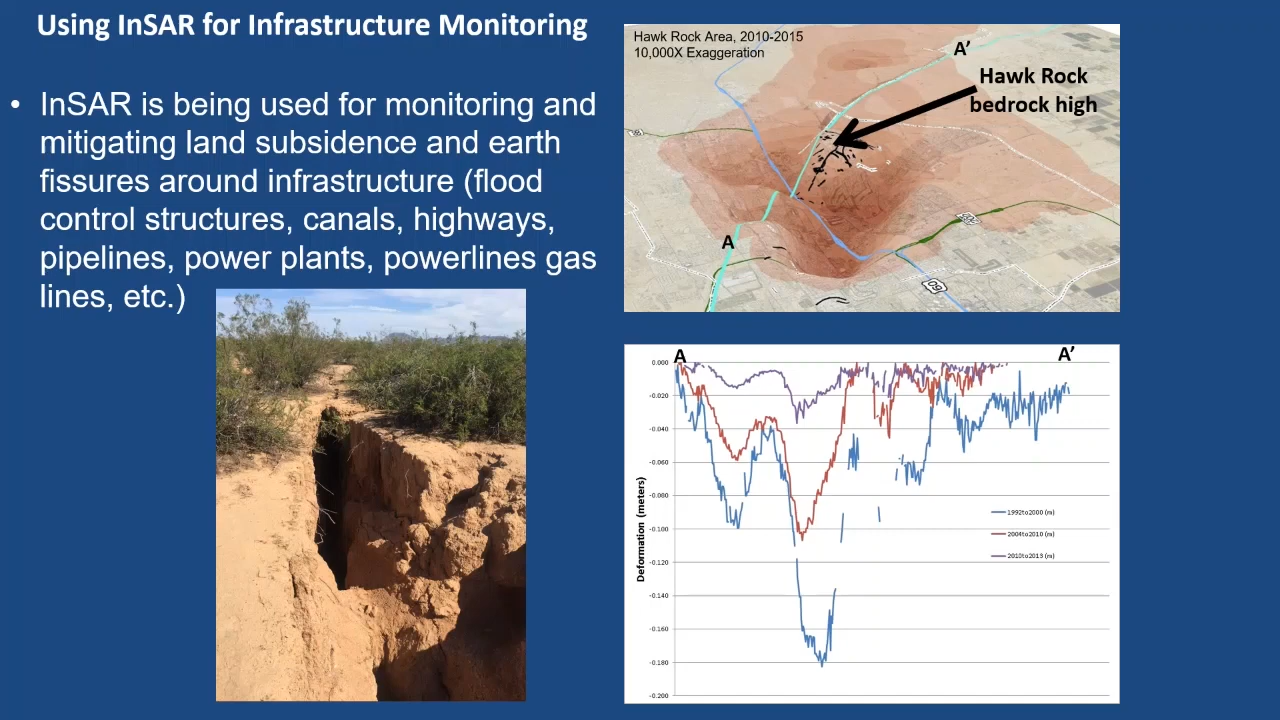 Using InSAR for Infrastructure Monitoring
• InSAR is being used for monitoring and
mitigating land subsidence and earth
fissures around infrastructure (flood
control structures, canals, highways,
pipelines, power plants, powerlines gas
lines, etc.)
Hawk Rock Area, 2010-2015
10,000X Exaggeration
A’
Hawk Rock
bedrock high
A
60
A
A’
0.000
-0.020
-0.040
-0.060
-0.080
-0.100
-0.120
-0.140
-0.160
-0.180
-0.200
Deformation (meters)
1992to2000 (m)
2004to2010 (m)
2010to2013 (m)